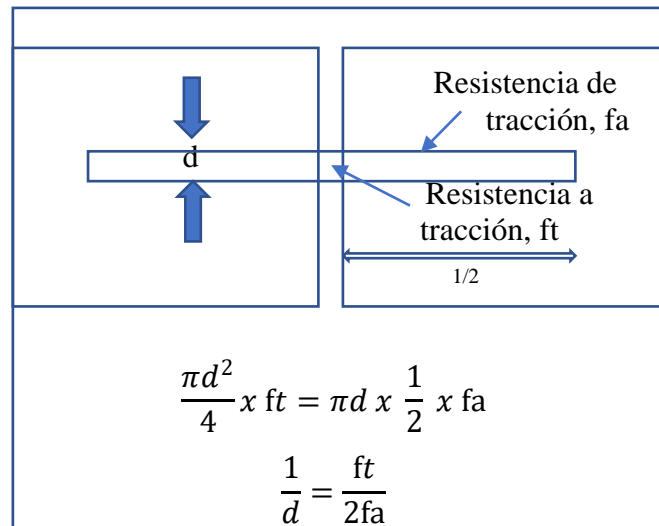 Resistencia de
tracción, fa
d
Resistencia a
tracción, ft
1/2
πd²/4 x ft = πd x 1/2 x fa
1/d = ft/2fa